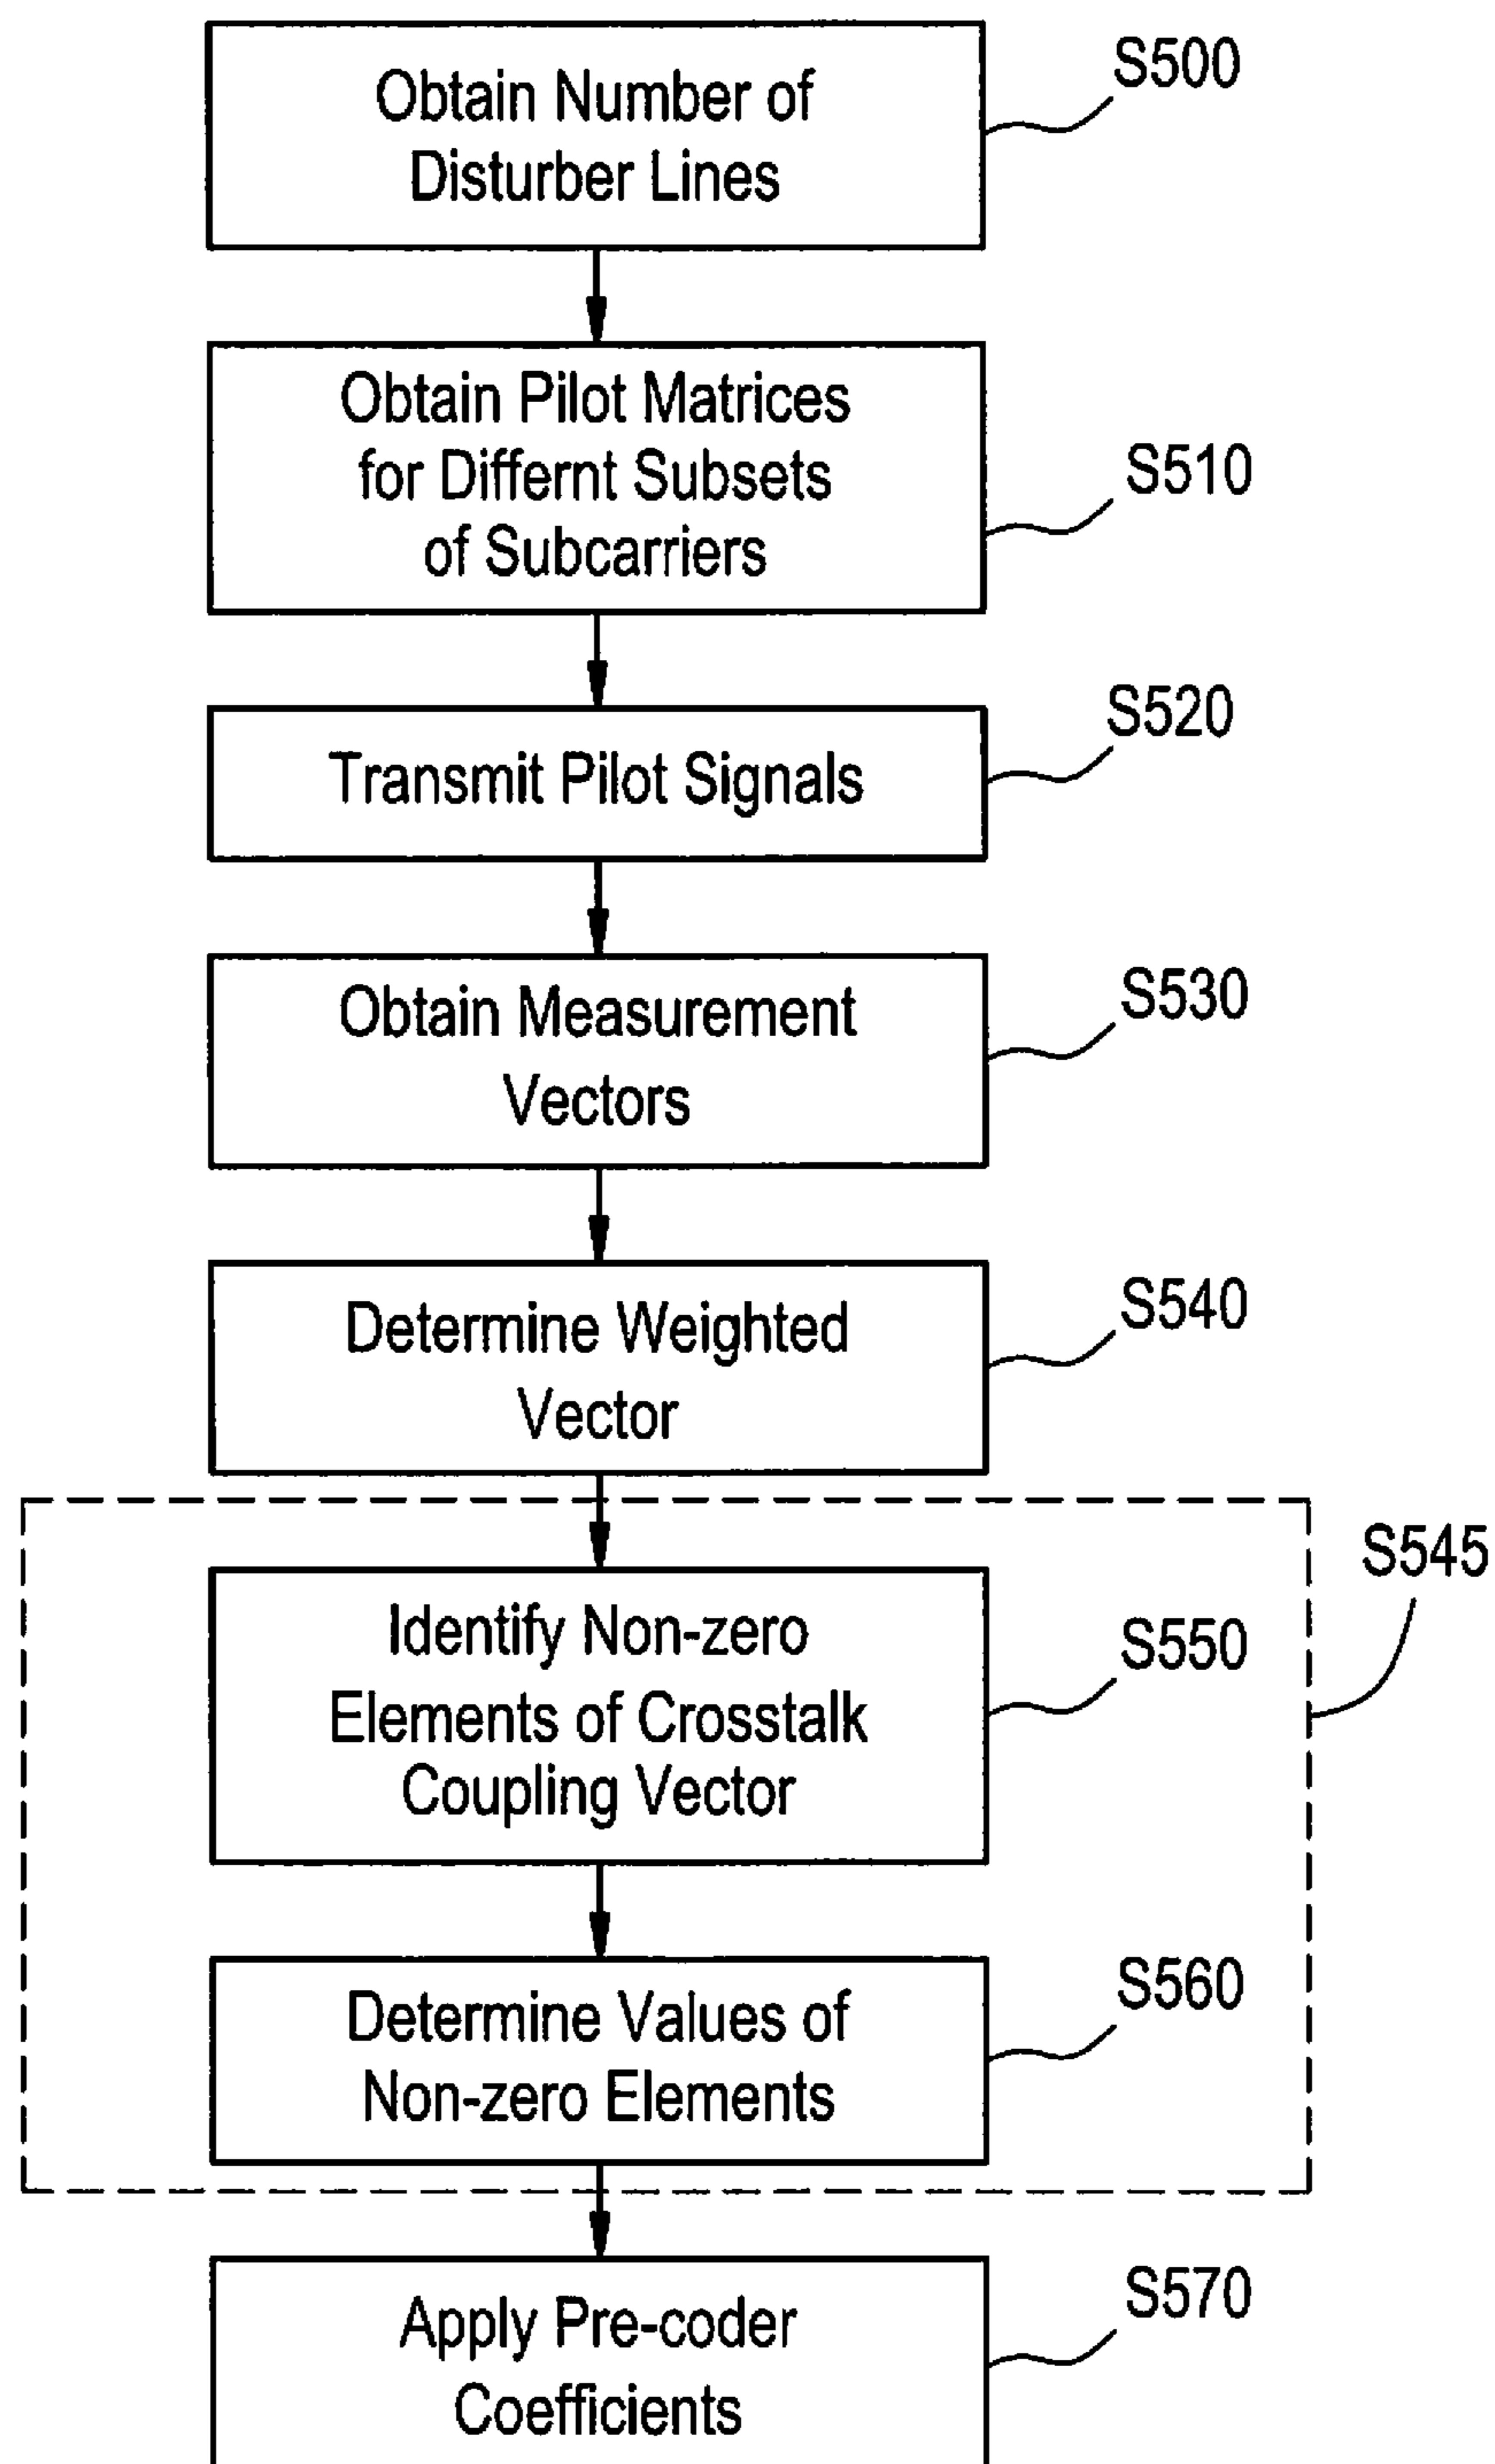 Obtain Number of
Disturber Lines
S500
Obtain Pilot Matrices
for Differnt Subsets
of Subcarriers
S510
Transmit Pilot Signals
S520
Obtain Measurement
Vectors
S530
Determine Weighted
Vector
S540
S545
Identify Non-zero
Elements of Crosstalk
Coupling Vector
S550
Determine Values of
Non-zero Elements
S560
Apply Pre-coder
Coefficients
S570